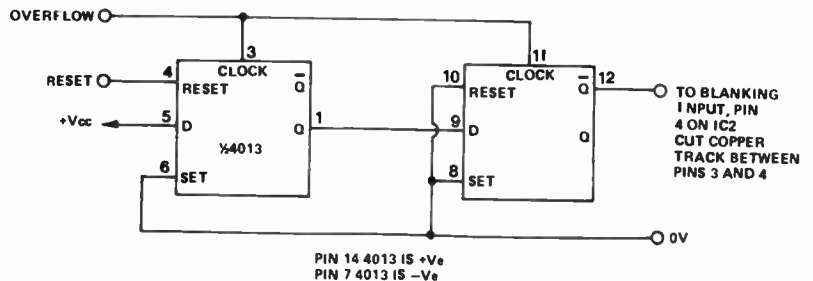 OVERFLOW
3
11
4
CLOCK
Q
10
CLOCK
Q
12
RESET
RESET
RESET
TO BLANKING
INPUT, PIN
4 ON IC2
CUT COPPER
TRACK BETWEEN
PINS 3 AND 4
+Vcc
5
D
Q
1
9
D
Q
½4013
6
SET
8
SET
0V
PIN 14 4013 IS +Ve
PIN 7 4013 IS –Ve